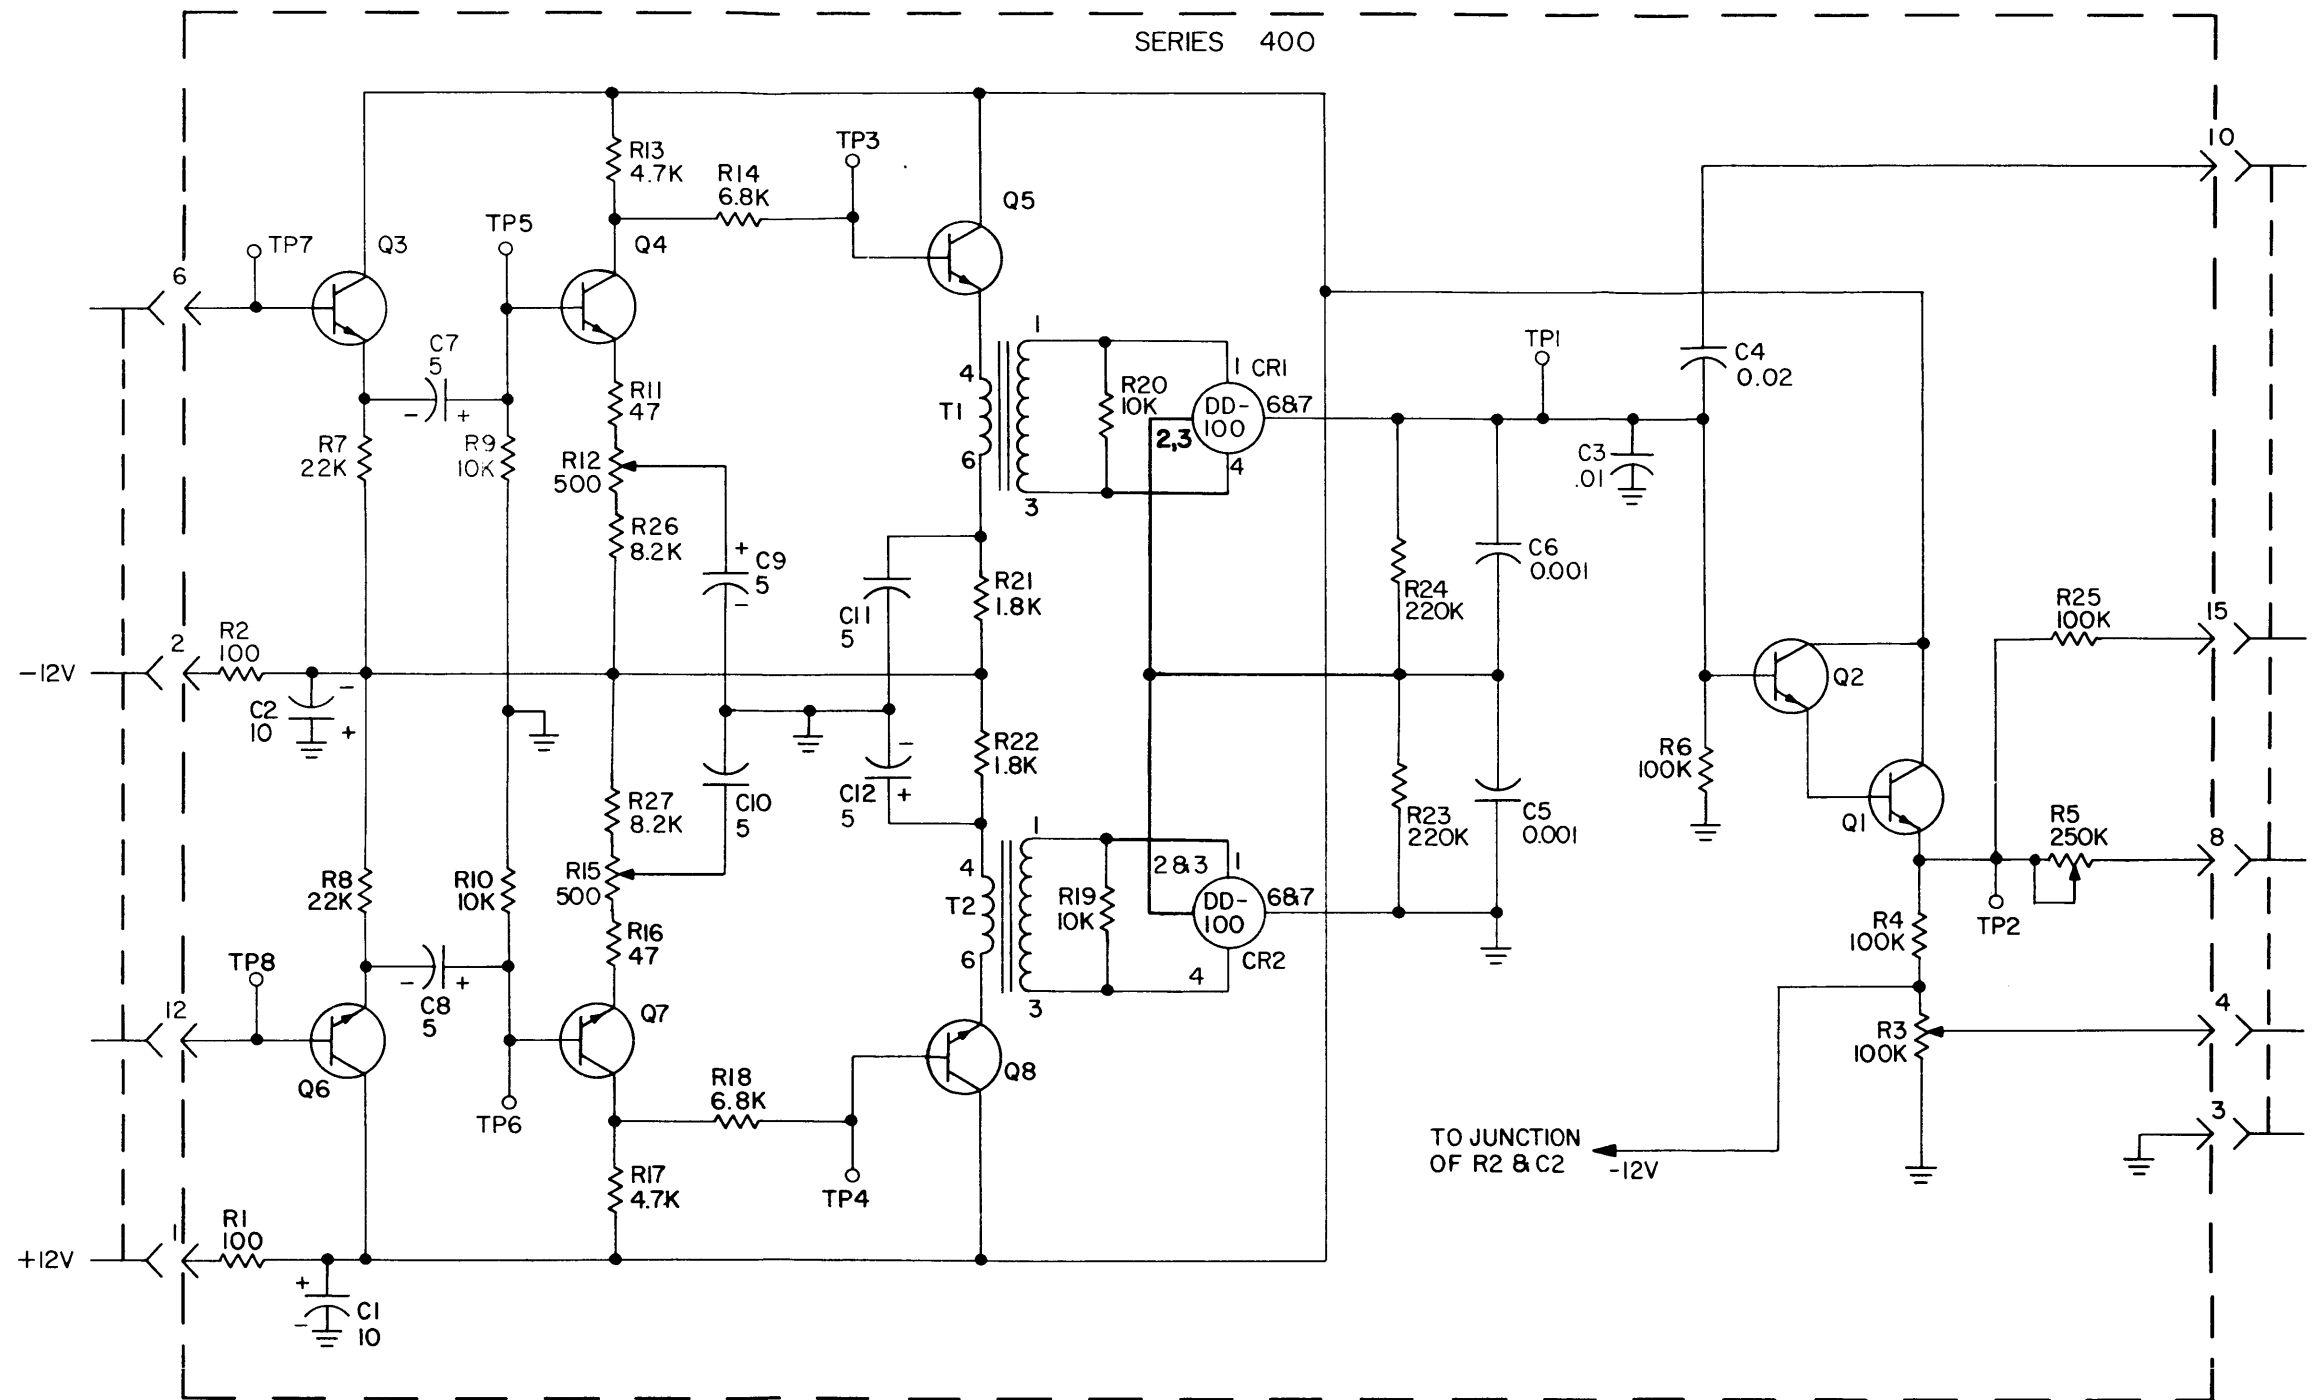 SERIES 400
10
R13
4.7K
TP3
R14
6.8K
Q5
TP7
Q3
TP5
Q4
6
C7
5
- +
R11
47
R7
22K
R9
10K
R12
500
R26
8.2K
+
C9
5
-
4
T1
6
1
3
R20
10K
1 CR1
DD-
100
6&7
2,3
4
TP1
C4
0.02
C3
.01
C6
0.001
R24
220K
C11
5
R21
1.8K
R25
100K
15
-12V
2
R2
100
C2
10
-
+
Q2
R6
100K
R22
1.8K
C12
5
-
+
C10
5
R27
8.2K
R15
500
R16
47
R8
22K
R10
10K
R23
220K
C5
0.001
Q1
R5
250K
8
4
T2
6
1
3
R19
10K
2&3
1
DD-
100
6&7
4
CR2
TP2
R4
100K
R3
100K
4
3
TP8
12
Q6
C8
5
- +
Q7
TP6
R18
6.8K
Q8
TP4
R17
4.7K
TO JUNCTION
OF R2 & C2
-12V
+12V
1
R1
100
+
-
C1
10